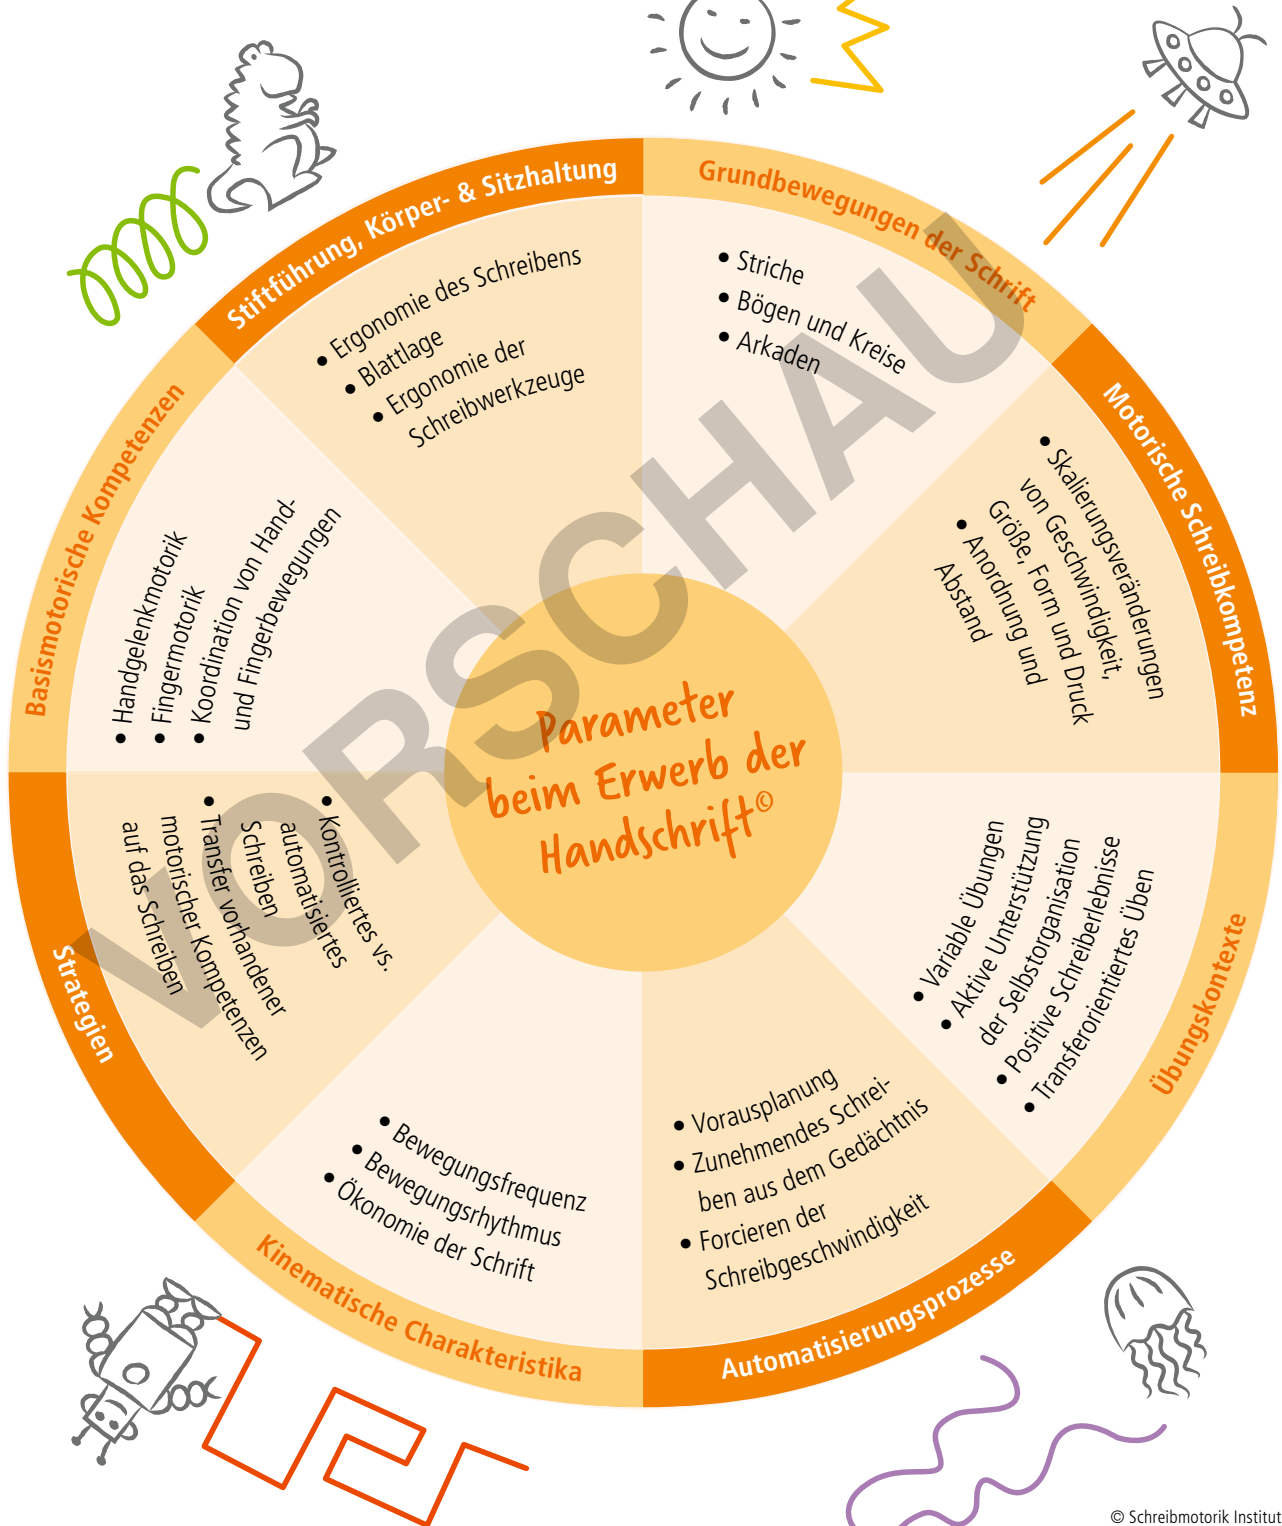 Parameter
beim Erwerb der
Handschrift©
Grundbewegungen der Schrift
• Striche
• Bögen und Kreise
• Arkaden
Motorische Schreibkompetenz
• Skalierungsveränderungen
von Geschwindigkeit,
Größe, Form und Druck
• Anordnung und
Abstand
Übungskontexte
• Variable Übungen
• Aktive Unterstützung
der Selbstorganisation
• Positive Schreiberlebnisse
• Transferorientiertes Üben
Automatisierungsprozesse
• Vorausplanung
• Zunehmendes Schrei-
ben aus dem Gedächtnis
• Forcieren der
Schreibgeschwindigkeit
Kinematische Charakteristika
• Bewegungsfrequenz
• Bewegungsrhythmus
• Ökonomie der Schrift
Strategien
• Kontrolliertes vs.
automatisiertes
Schreiben
• Transfer vorhandener
motorischer Kompetenzen
auf das Schreiben
Basismotorische Kompetenzen
• Handgelenkmotorik
• Fingermotorik
• Koordination von Hand-
und Fingerbewegungen
Stiftführung, Körper- & Sitzhaltung
• Ergonomie des Schreibens
• Blattlage
• Ergonomie der
Schreibwerkzeuge
VORSCHAU
© Schreibmotorik Institut